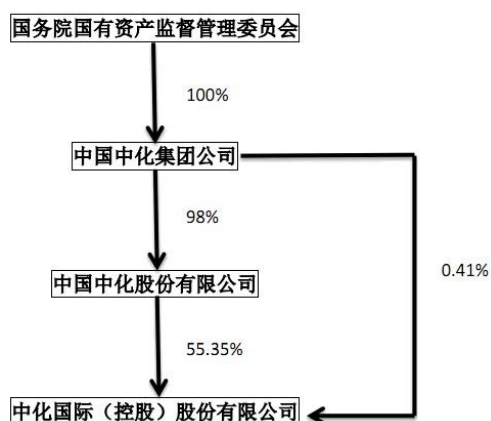 国务院国有资产监督管理委员会
100%
中国中化集团公司
98%
0.41%
中国中化股份有限公司
55.35%
中化国际（控股）股份有限公司